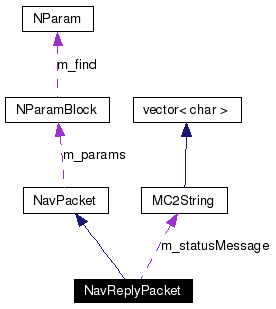 NParam
m_find
NParamBlock
vector< char >
m_params
NavPacket
MC2String
m_statusMessage
NavReplyPacket